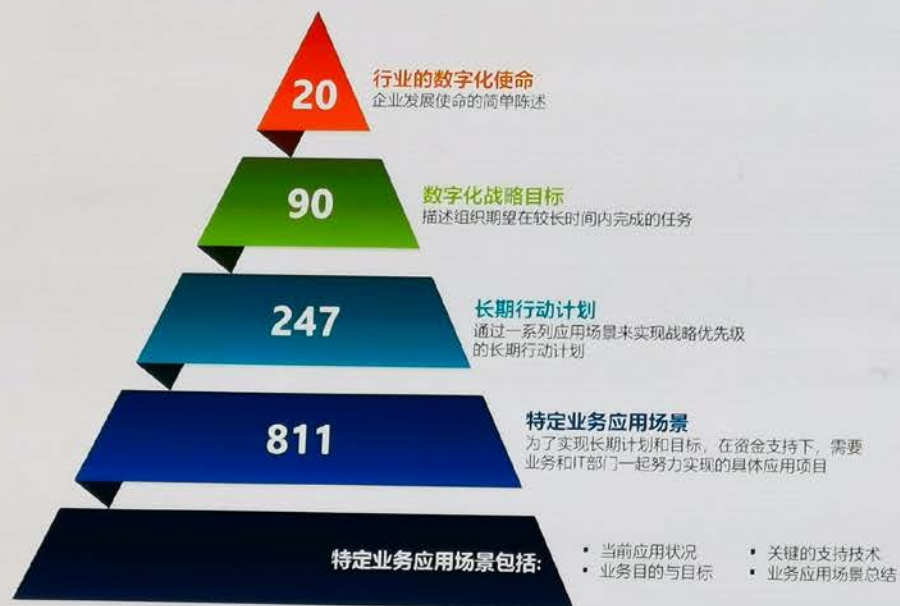 20
行业的数字化使命
企业发展使命的简单陈述
90
数字化战略目标
描述组织期望在较长时间内完成的任务
247
长期行动计划
通过一系列应用场景来实现战略优先级
的长期行动计划
811
特定业务应用场景
为了实现长期计划和目标，在资金支持下，需要
业务和IT部门一起努力实现的具体应用项目
特定业务应用场景包括:
▪ 当前应用状况
▪ 业务目的与目标
▪ 关键的支持技术
▪ 业务应用场景总结